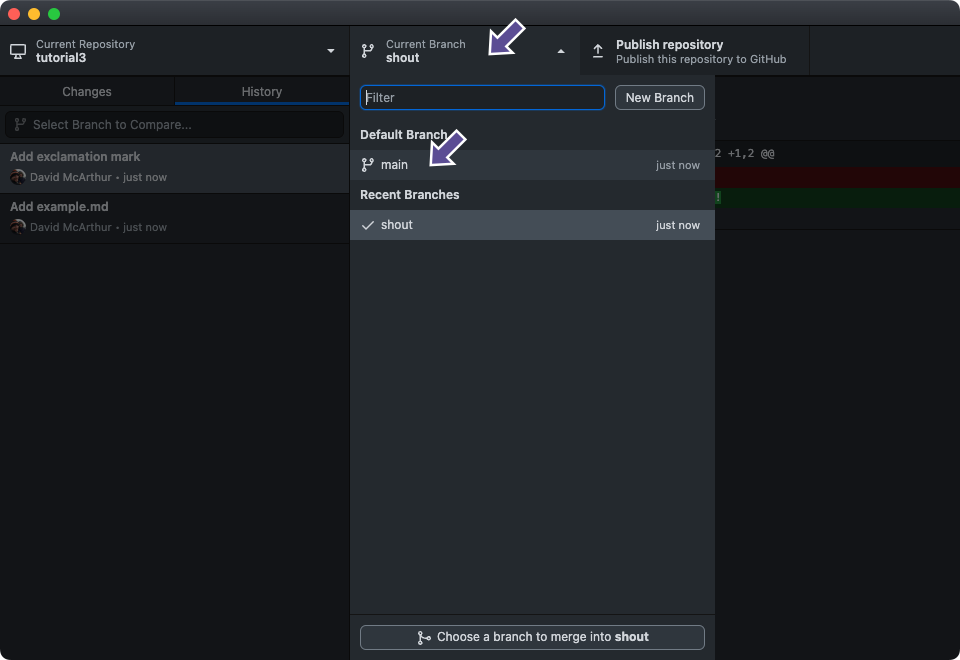 Current Repository
tutorial3
Current Branch
shout
Publish repository
Publish this repository to GitHub
Changes
History
Select Branch to Compare...
Add exclamation mark
David McArthur • just now
Add example.md
David McArthur • just now
Filter
New Branch
Default Branch
main just now
Recent Branches
shout just now
Choose a branch to merge into shout
2 +1,2 @@
!